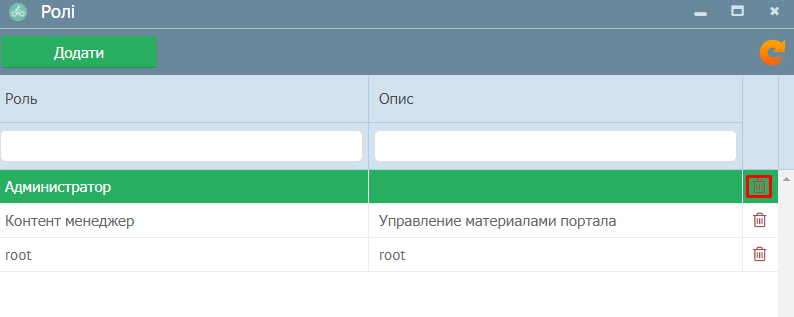 Ролі
Додати
Роль Опис
Администратор
Контент менеджер Управление материалами портала
root root